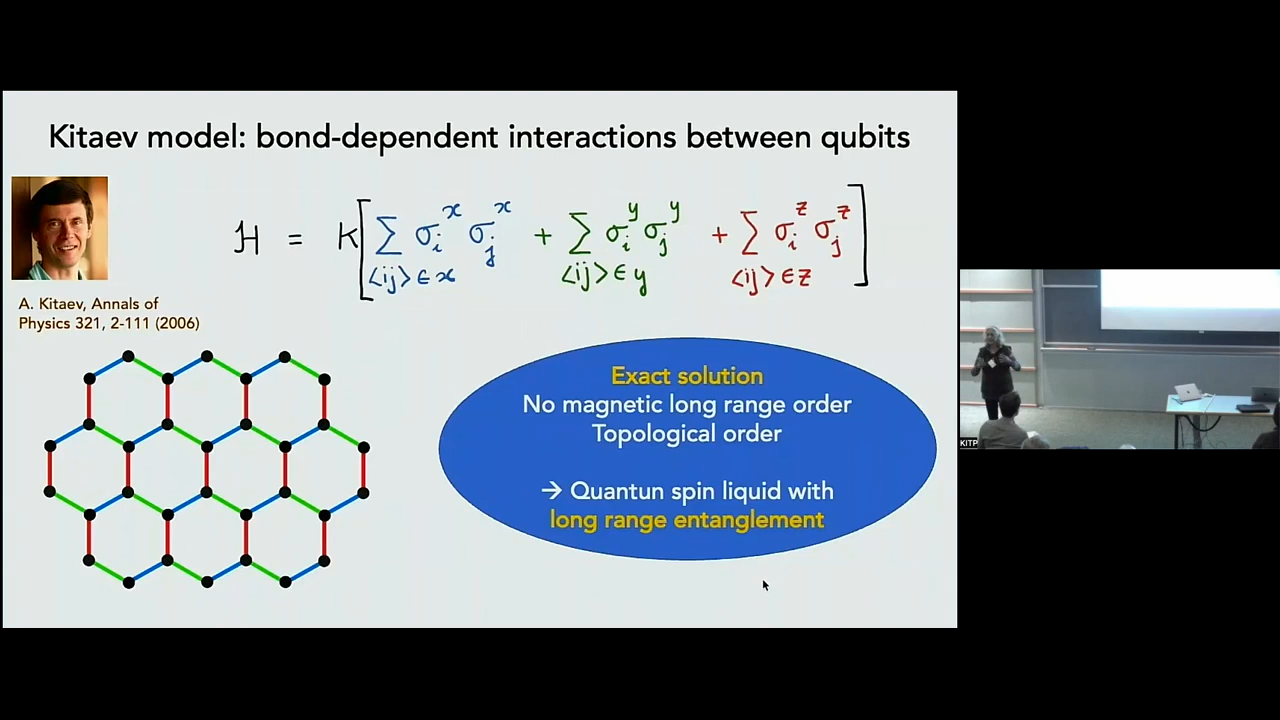 Kitaev model: bond-dependent interactions between qubits
H = K[∑ σᵢˣ σⱼˣ + ∑ σᵢʸ σⱼʸ + ∑ σᵢᶻ σⱼᶻ]
<ij>∈x <ij>∈y <ij>∈z
A. Kitaev, Annals of
Physics 321, 2-111 (2006)
Exact solution
No magnetic long range order
Topological order
→ Quantun spin liquid with
long range entanglement
KITP